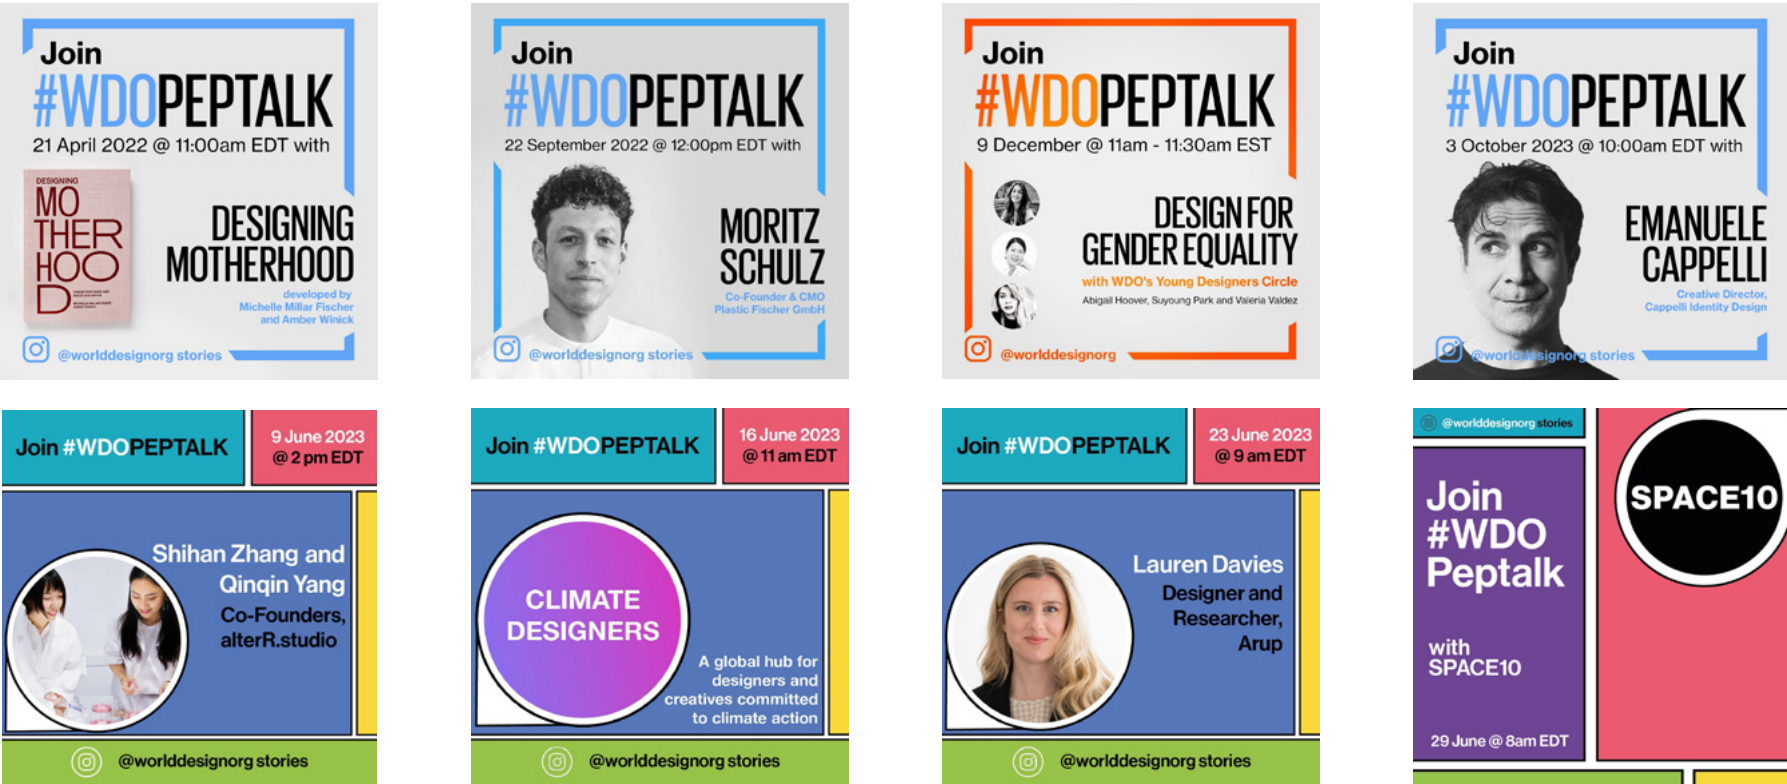 Join
#WDOPEPTALK
21 April 2022 @ 11:00am EDT with
DESIGNING
MO
THER
HOO
D
DESIGNING
MOTHERHOOD
developed by
Michelle Millar Fischer
and Amber Winick
@worlddesignorg stories
Join
#WDOPEPTALK
22 September 2022 @ 12:00pm EDT with
MORITZ
SCHULZ
Co-Founder & CMO
Plastic Fischer GmbH
@worlddesignorg stories
Join
#WDOPEPTALK
9 December @ 11am - 11:30am EST
DESIGN FOR
GENDER EQUALITY
with WDO's Young Designers Circle
Abigail Hoover, Suyoung Park and Valeria Valdez
@worlddesignorg
Join
#WDOPEPTALK
3 October 2023 @ 10:00am EDT with
EMANUELE
CAPPELLI
Creative Director,
Cappelli Identity Design
@worlddesignorg stories
Join #WDOPEPTALK
9 June 2023
@ 2 pm EDT
Shihan Zhang and
Qinqin Yang
Co-Founders,
alterR.studio
@worlddesignorg stories
Join #WDOPEPTALK
16 June 2023
@ 11 am EDT
CLIMATE
DESIGNERS
A global hub for
designers and
creatives committed
to climate action
@worlddesignorg stories
Join #WDOPEPTALK
23 June 2023
@ 9 am EDT
Lauren Davies
Designer and
Researcher,
Arup
@worlddesignorg stories
@worlddesignorg stories
SPACE10
Join
#WDO
Peptalk
with
SPACE10
29 June @ 8am EDT